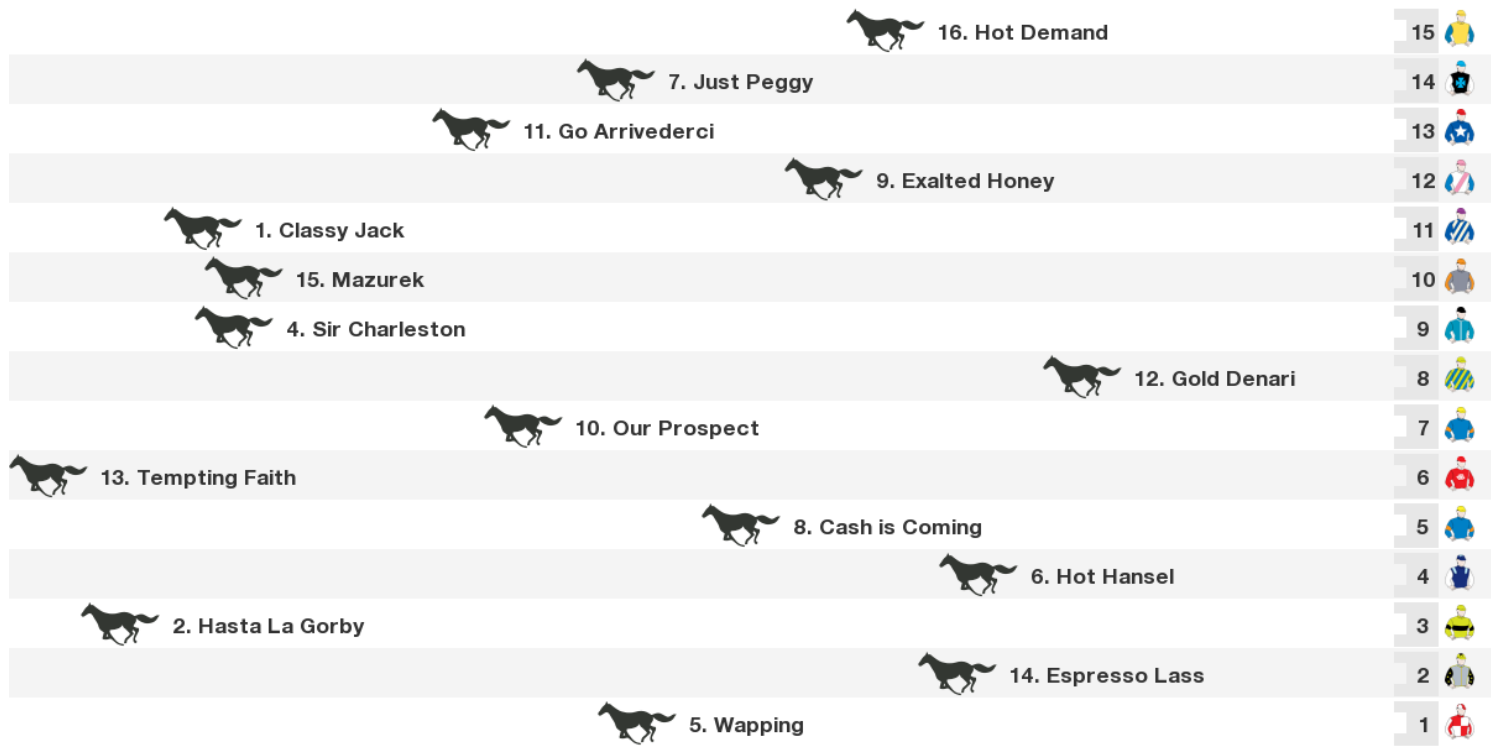 16. Hot Demand 15
7. Just Peggy 14
11. Go Arrivederci 13
9. Exalted Honey 12
1. Classy Jack 11
15. Mazurek 10
4. Sir Charleston 9
12. Gold Denari 8
10. Our Prospect 7
13. Tempting Faith 6
8. Cash is Coming 5
6. Hot Hansel 4
2. Hasta La Gorby 3
14. Espresso Lass 2
5. Wapping 1